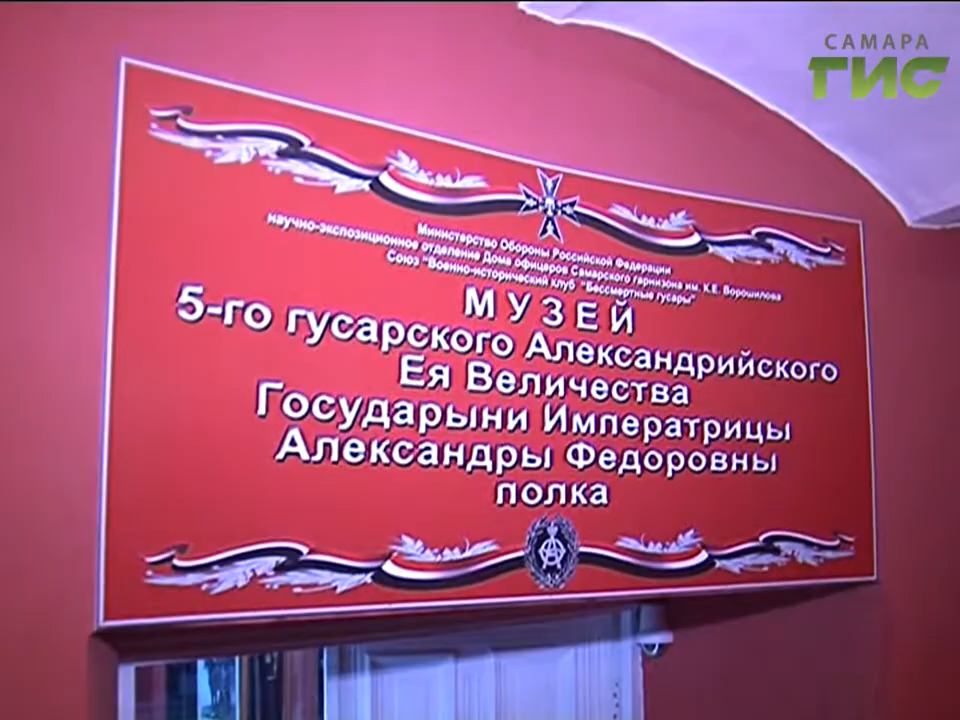 САМАРА
ГИС
Министерство Обороны Российской Федерации
научно-экспозиционное отделение Дома офицеров Самарского гарнизона им. К.Е. Ворошилова
Союз "Военно-исторический клуб "Бессмертные гусары"
МУЗЕЙ
5-го гусарского Александрийского
Ея Величества
Государыни Императрицы
Александры Федоровны
полка